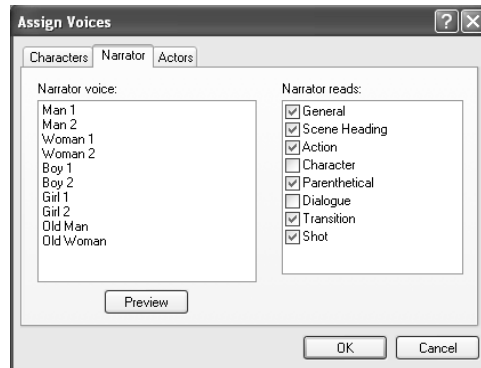 Assign Voices
Characters Narrator Actors
Narrator voice:
Man 1
Man 2
Woman 1
Woman 2
Boy 1
Boy 2
Girl 1
Girl 2
Old Man
Old Woman
Preview
Narrator reads:
General
Scene Heading
Action
Character
Parenthetical
Dialogue
Transition
Shot
OK Cancel